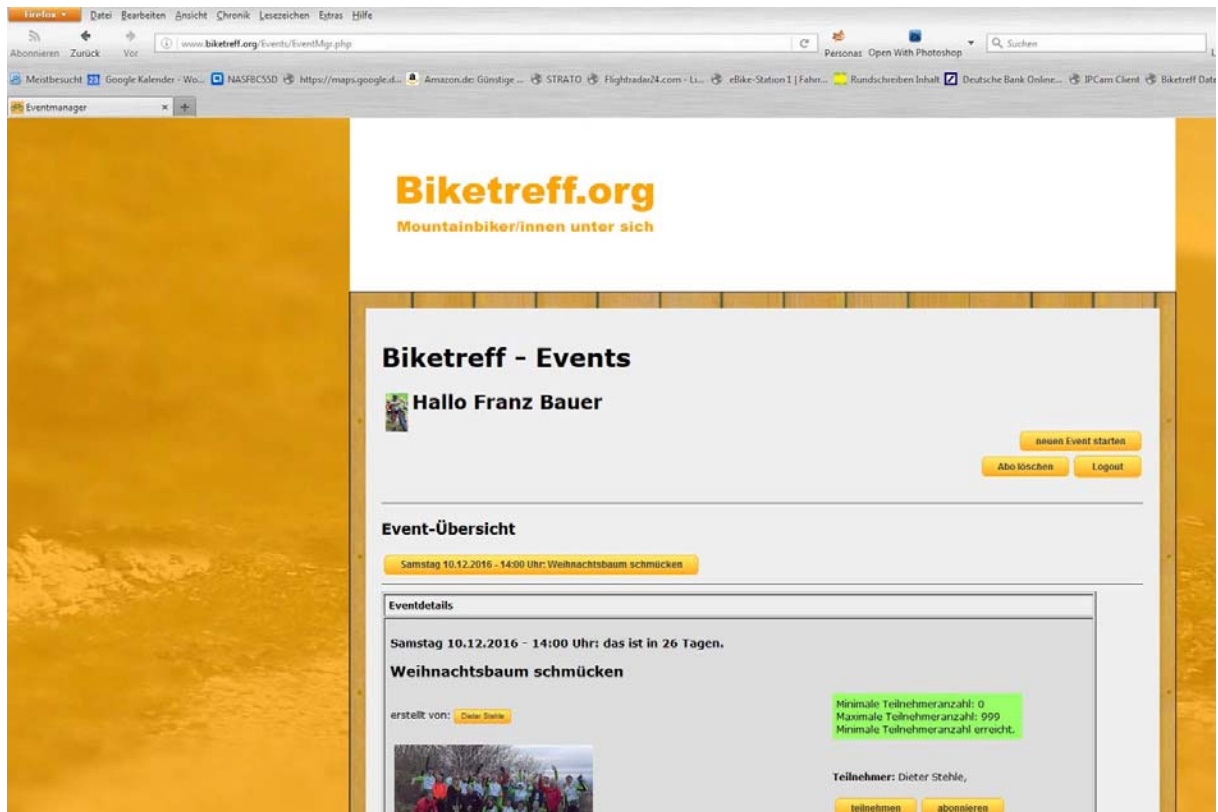 Firefox
Datei Bearbeiten Ansicht Chronik Lesezeichen Extras Hilfe
Abonnieren Zurück Vor
www.biketreff.org/Events/EventMgr.php
Personas Open With Photoshop
Suchen
Meistbesucht Google Kalender - Wo... NASFBC55D https://maps.google.d... Amazon.de: Günstige ... STRATO Flightradar24.com - Li... eBike-Station 1 | Fahrr... Rundschreiben Inhalt Deutsche Bank Online... IPCam Client Biketreff Date
Eventmanager
Biketreff.org
Mountainbiker/innen unter sich
Biketreff - Events
Hallo Franz Bauer
neuen Event starten
Abo löschen Logout
Event-Übersicht
Samstag 10.12.2016 - 14:00 Uhr: Weihnachtsbaum schmücken
Eventdetails
Samstag 10.12.2016 - 14:00 Uhr: das ist in 26 Tagen.
Weihnachtsbaum schmücken
erstellt von: Dieter Stehle
Minimale Teilnehmeranzahl: 0
Maximale Teilnehmeranzahl: 999
Minimale Teilnehmeranzahl erreicht.
Teilnehmer: Dieter Stehle,
teilnehmen abonnieren